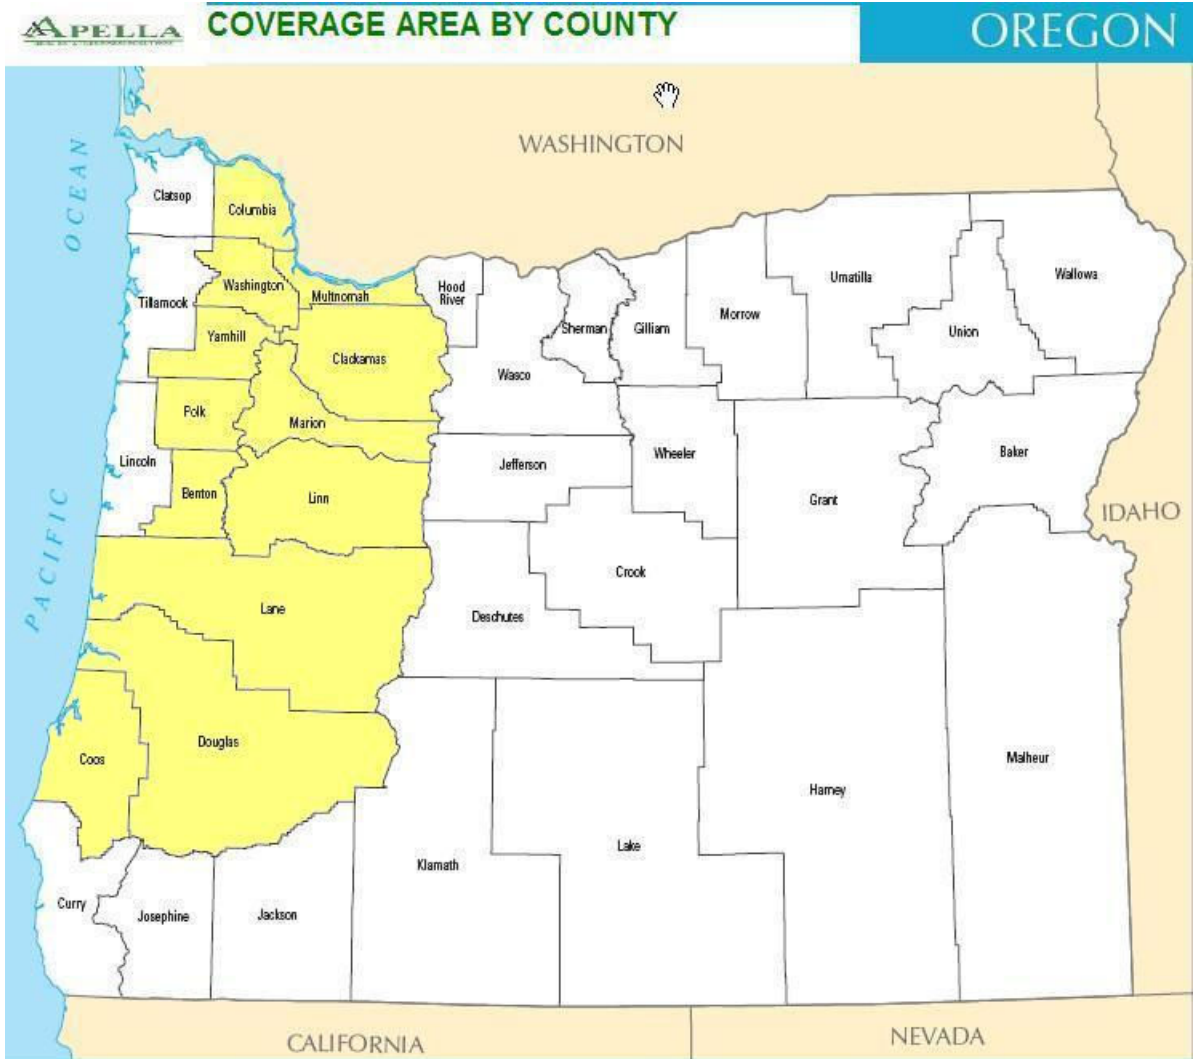 APELLA
COVERAGE AREA BY COUNTY
OREGON
WASHINGTON
OCEAN
PACIFIC
Clatsop
Columbia
Tillamook
Washington
Multnomah
Hood
River
Yamhill
Clackamas
Wasco
Sherman
Gilliam
Morrow
Umatilla
Union
Wallowa
Polk
Marion
Lincoln
Benton
Linn
Jefferson
Wheeler
Grant
Baker
IDAHO
Lane
Deschutes
Crook
Coos
Douglas
Malheur
Harney
Lake
Klamath
Curry
Josephine
Jackson
CALIFORNIA
NEVADA